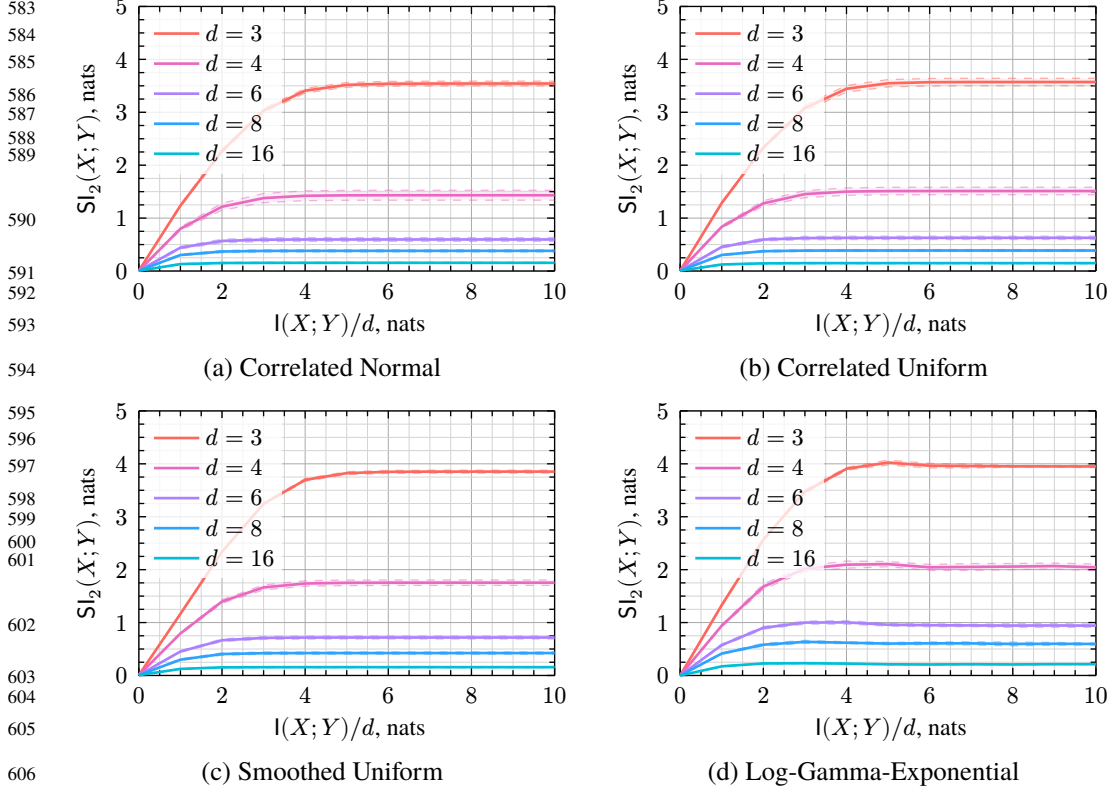 583
584
585
586
587
588
589
590
591
592
593
594
595
596
597
598
599
600
601
602
603
604
605
606
5
4
3
2
1
0
0 2 4 6 8 10
SI₂(X; Y), nats
I(X; Y)/d, nats
d = 3
d = 4
d = 6
d = 8
d = 16
(a) Correlated Normal
5
4
3
2
1
0
0 2 4 6 8 10
SI₂(X; Y), nats
I(X; Y)/d, nats
d = 3
d = 4
d = 6
d = 8
d = 16
(b) Correlated Uniform
5
4
3
2
1
0
0 2 4 6 8 10
SI₂(X; Y), nats
I(X; Y)/d, nats
d = 3
d = 4
d = 6
d = 8
d = 16
(c) Smoothed Uniform
5
4
3
2
1
0
0 2 4 6 8 10
SI₂(X; Y), nats
I(X; Y)/d, nats
d = 3
d = 4
d = 6
d = 8
d = 16
(d) Log-Gamma-Exponential